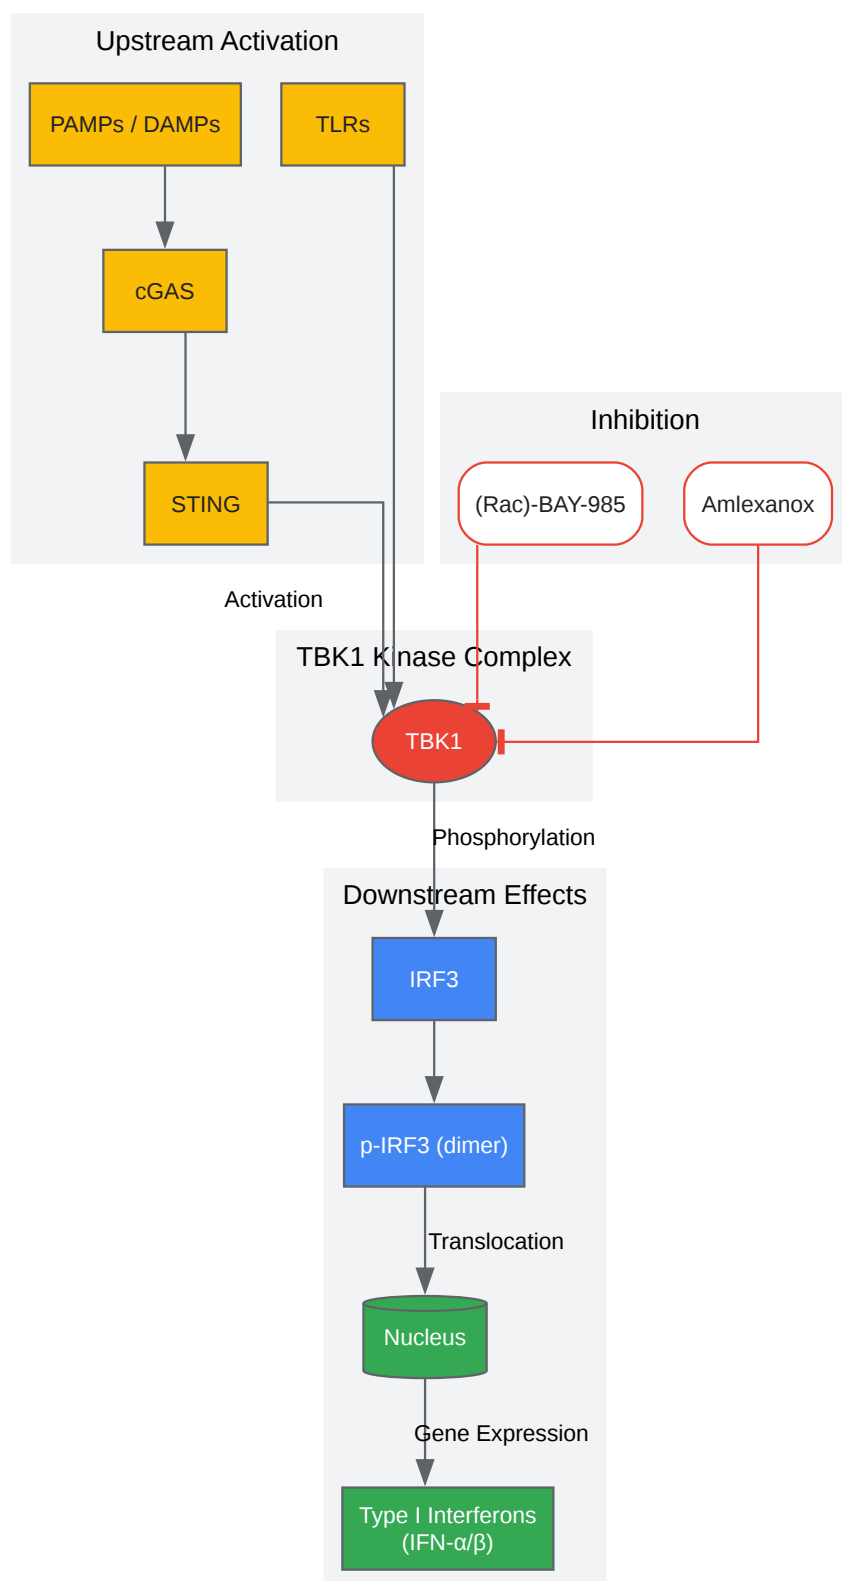 Upstream Activation
PAMPs / DAMPs
TLRs
cGAS
STING
Inhibition
(Rac)-BAY-985
Amlexanox
Activation
TBK1 Kinase Complex
TBK1
Phosphorylation
Downstream Effects
IRF3
p-IRF3 (dimer)
Translocation
Nucleus
Gene Expression
Type I Interferons
(IFN-α/β)